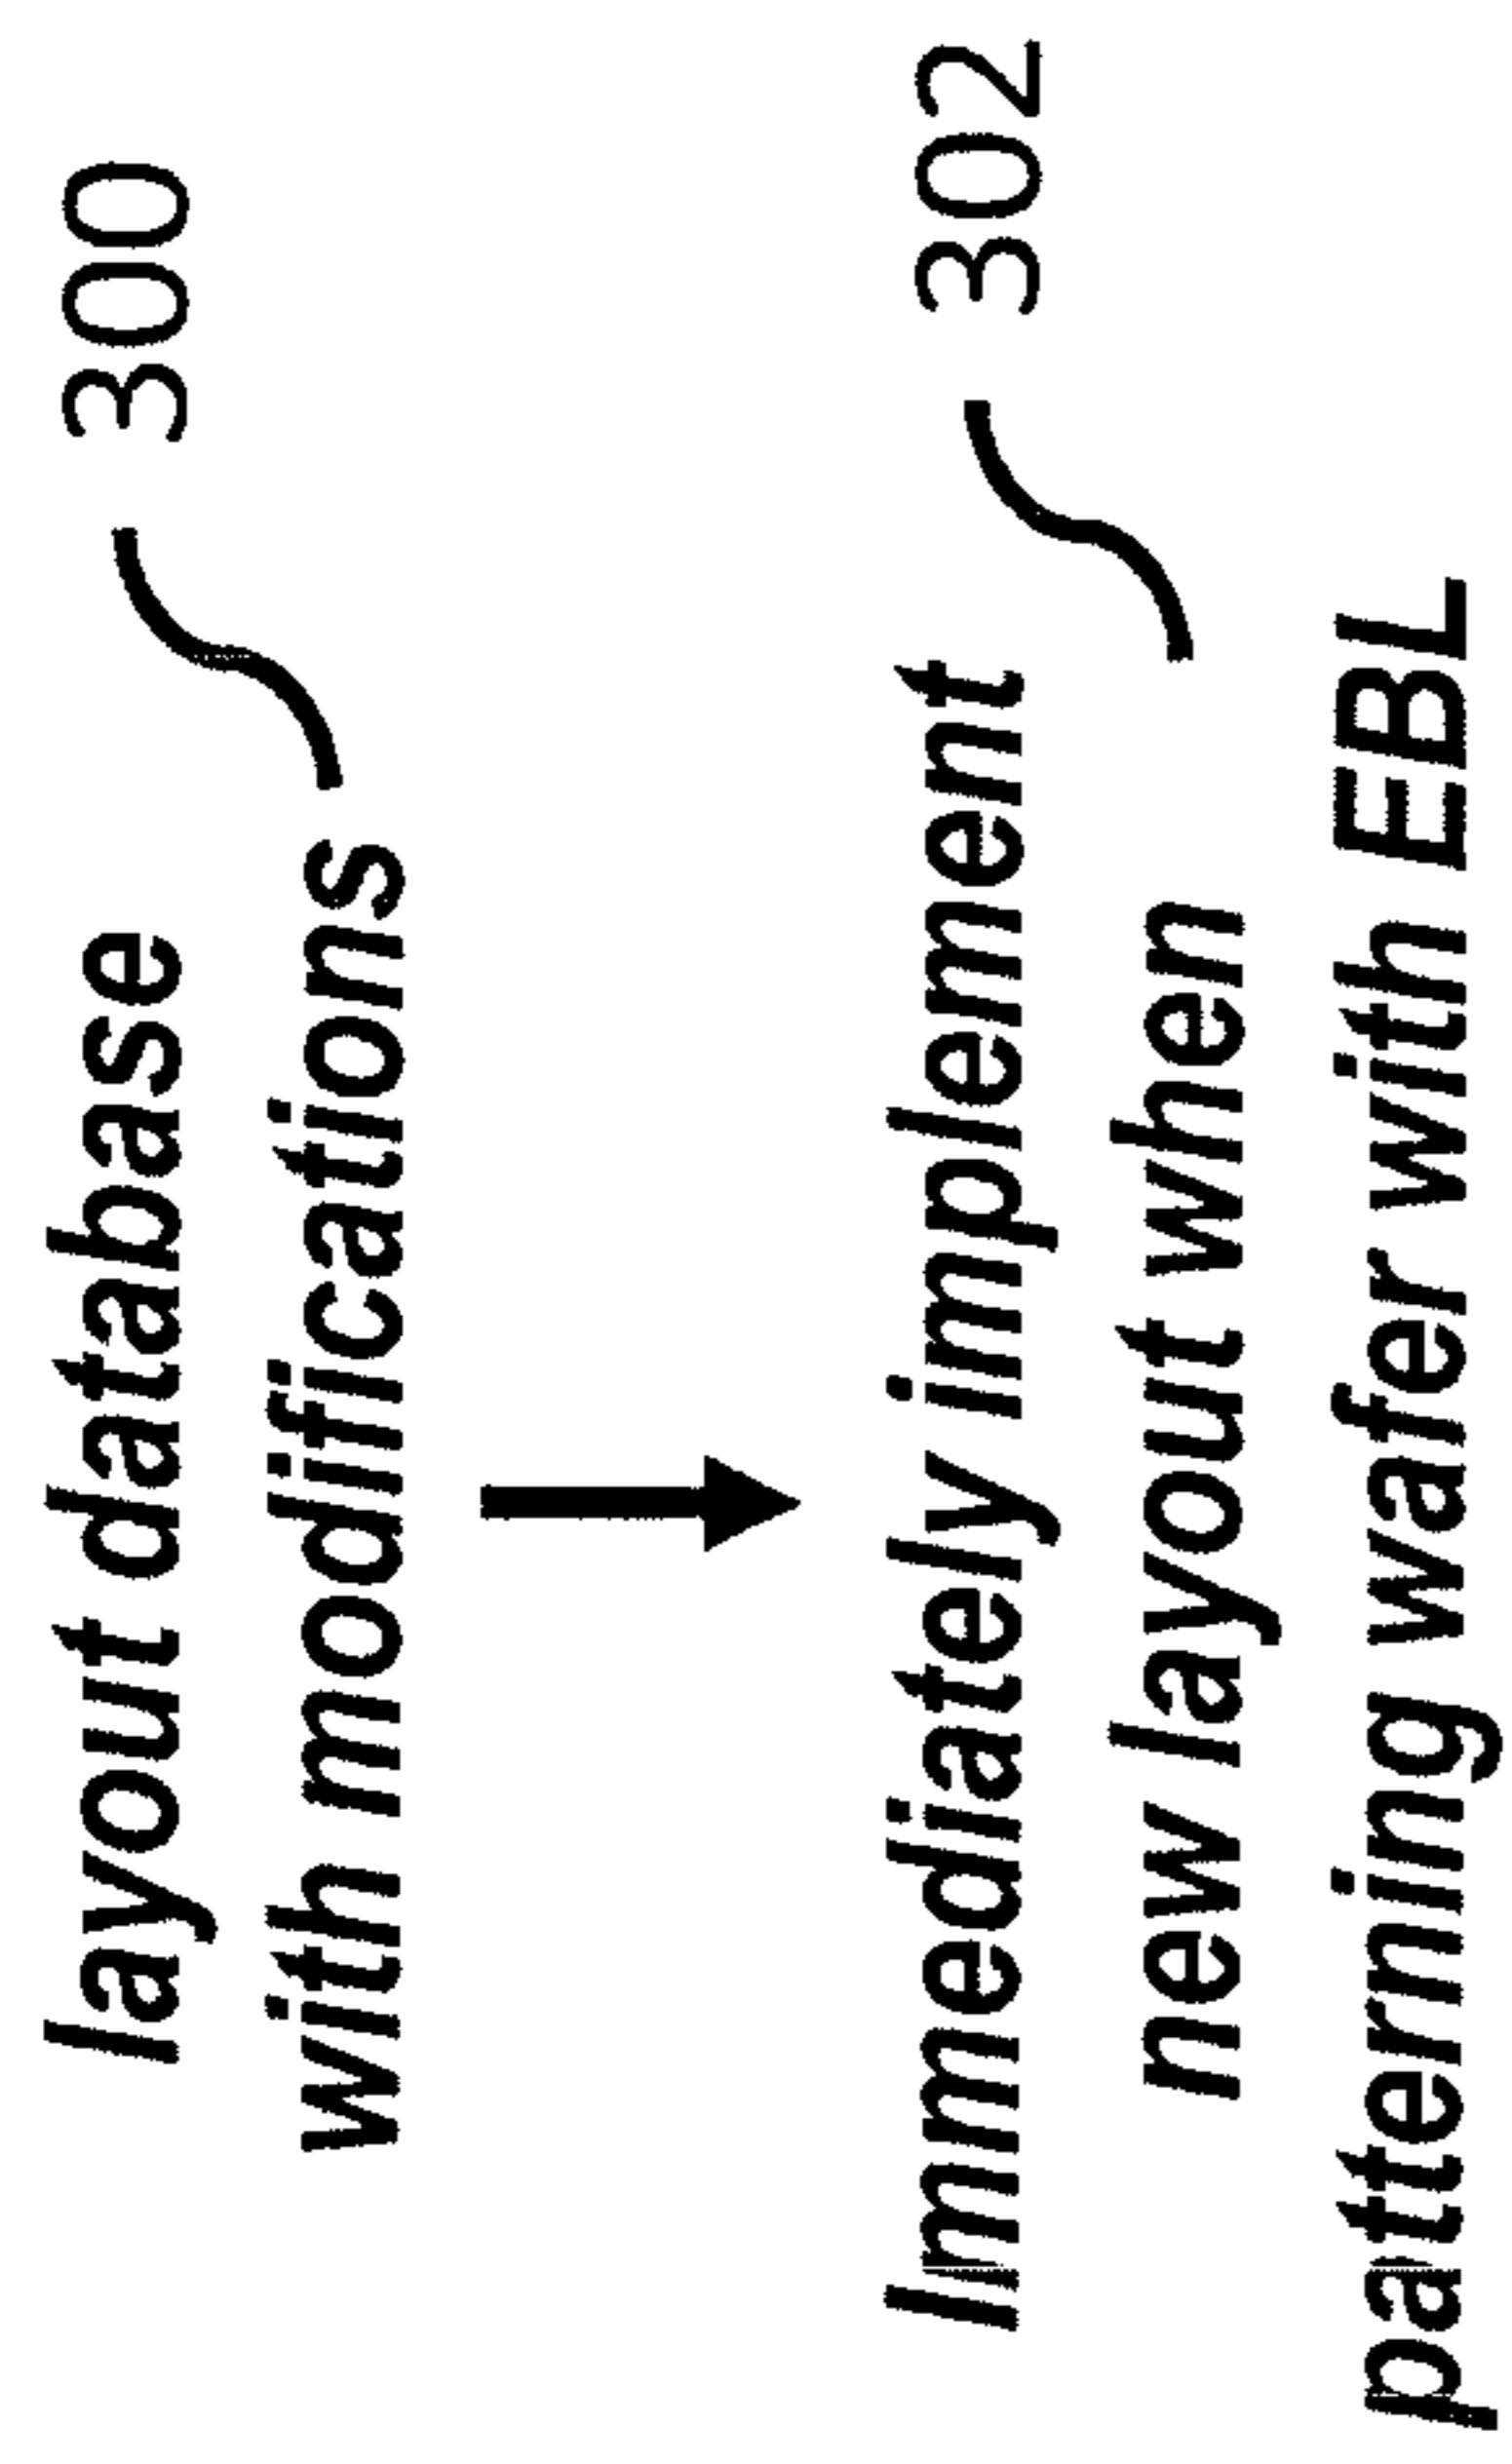 layout database 300
with modifications
Immediately implement 302
new layout when
patterning wafer with EBL